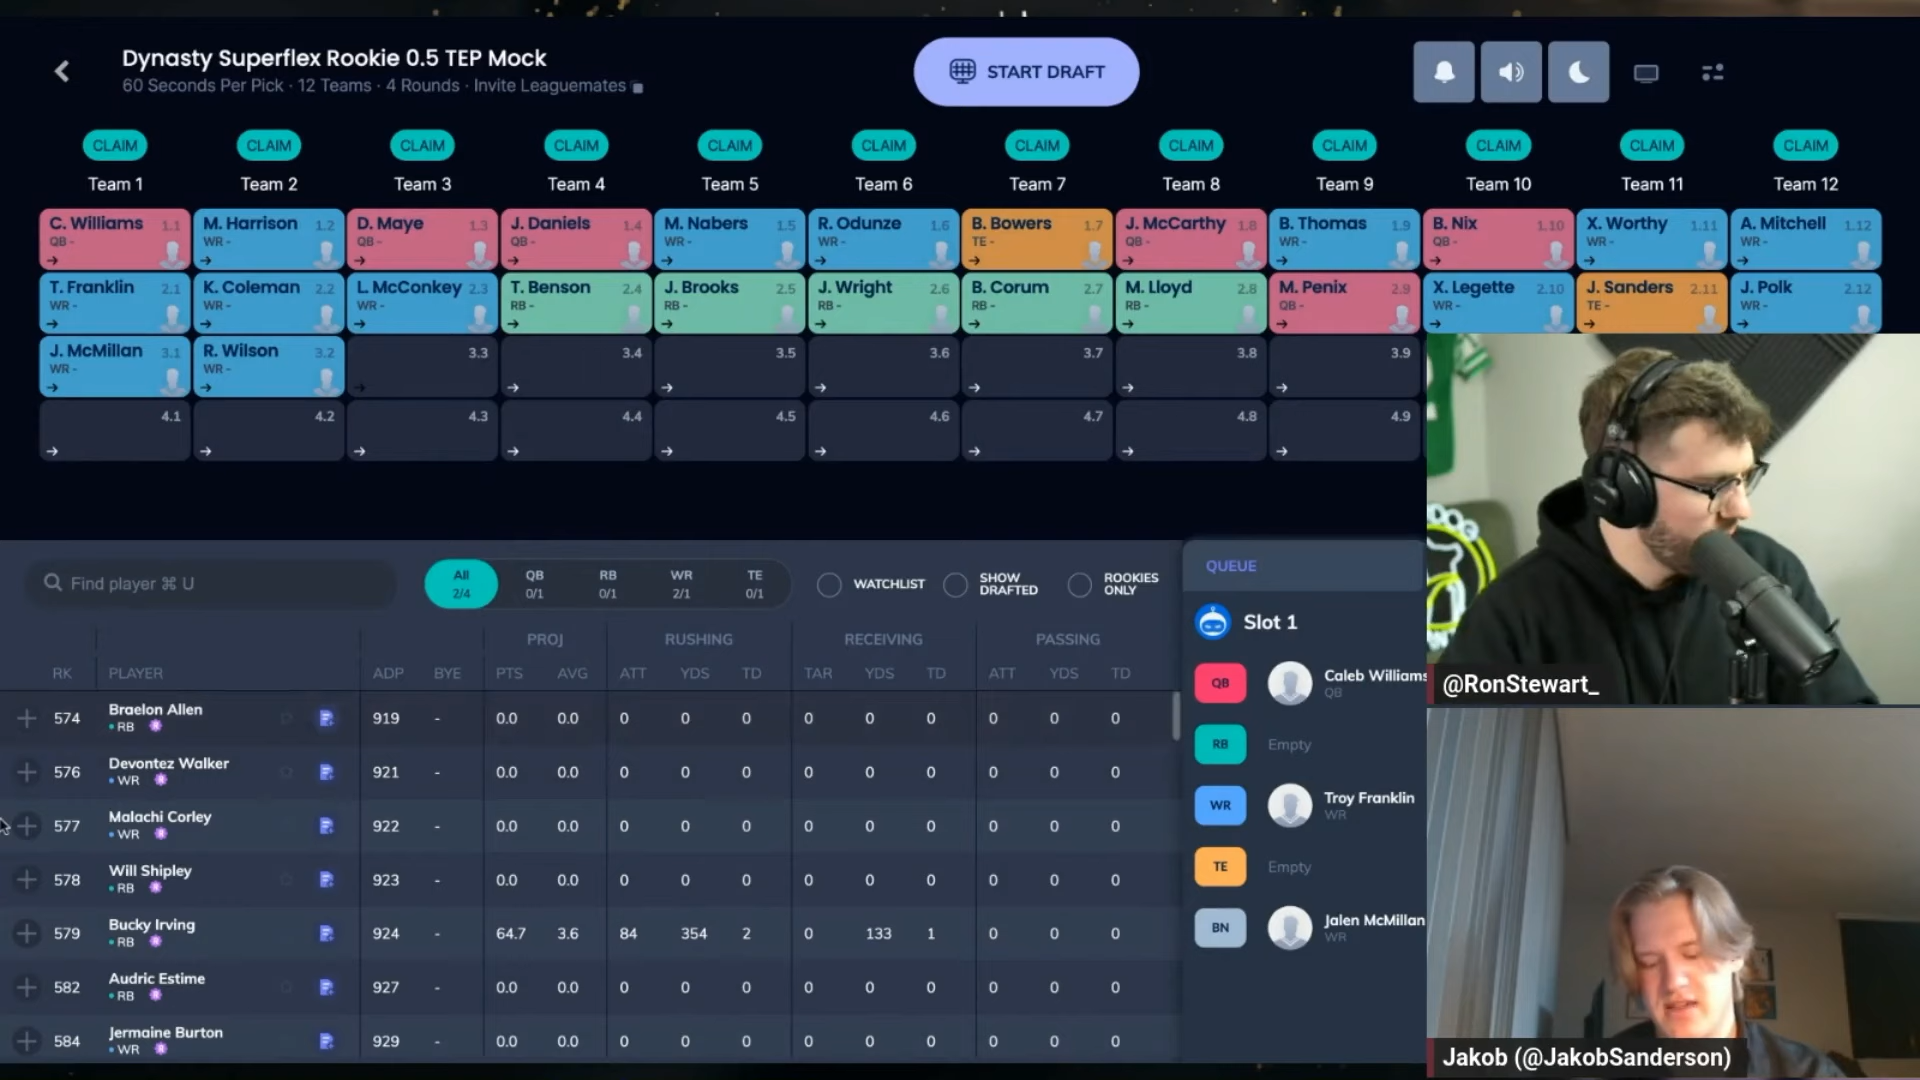 Dynasty Superflex Rookie 0.5 TEP Mock
60 Seconds Per Pick · 12 Teams · 4 Rounds · Invite Leaguemates
START DRAFT
CLAIM CLAIM CLAIM CLAIM CLAIM CLAIM CLAIM CLAIM CLAIM CLAIM CLAIM CLAIM
Team 1 Team 2 Team 3 Team 4 Team 5 Team 6 Team 7 Team 8 Team 9 Team 10 Team 11 Team 12
C. Williams 1.1 M. Harrison 1.2 D. Maye 1.3 J. Daniels 1.4 M. Nabers 1.5 R. Odunze 1.6 B. Bowers 1.7 J. McCarthy 1.8 B. Thomas 1.9 B. Nix 1.10 X. Worthy 1.11 A. Mitchell 1.12
QB - WR - QB - QB - WR - WR - TE - QB - WR - QB - WR - WR -
T. Franklin 2.1 K. Coleman 2.2 L. McConkey 2.3 T. Benson 2.4 J. Brooks 2.5 J. Wright 2.6 B. Corum 2.7 M. Lloyd 2.8 M. Penix 2.9 X. Legette 2.10 J. Sanders 2.11 J. Polk 2.12
WR - WR - WR - RB - RB - RB - RB - RB - QB - WR - TE - WR -
J. McMillan 3.1 R. Wilson 3.2 3.3 3.4 3.5 3.6 3.7 3.8 3.9
WR - WR -
4.1 4.2 4.3 4.4 4.5 4.6 4.7 4.8 4.9
Find player ⌘ U
All QB RB WR TE
2/4 0/1 0/1 2/1 0/1
WATCHLIST
SHOW DRAFTED
ROOKIES ONLY
PROJ RUSHING RECEIVING PASSING
RK PLAYER ADP BYE PTS AVG ATT YDS TD TAR YDS TD ATT YDS TD
574 Braelon Allen RB 919 - 0.0 0.0 0 0 0 0 0 0 0 0 0
576 Devontez Walker WR 921 - 0.0 0.0 0 0 0 0 0 0 0 0 0
577 Malachi Corley WR 922 - 0.0 0.0 0 0 0 0 0 0 0 0 0
578 Will Shipley RB 923 - 0.0 0.0 0 0 0 0 0 0 0 0 0
579 Bucky Irving RB 924 - 64.7 3.6 84 354 2 0 133 1 0 0 0
582 Audric Estime RB 927 - 0.0 0.0 0 0 0 0 0 0 0 0 0
584 Jermaine Burton WR 929 - 0.0 0.0 0 0 0 0 0 0 0 0 0
QUEUE
Slot 1
QB Caleb Williams
QB
RB Empty
WR Troy Franklin
WR
TE Empty
BN Jalen McMillan
WR
@RonStewart_
Jakob (@JakobSanderson)